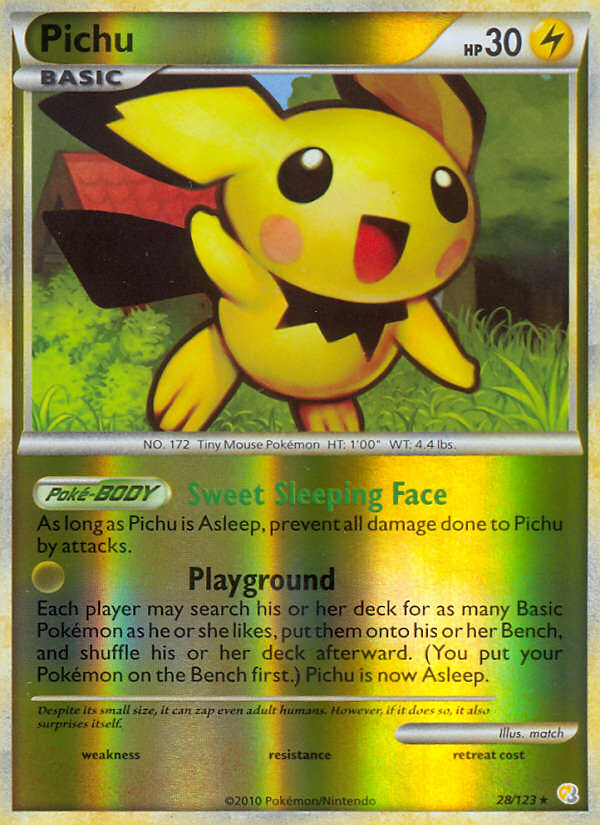 Pichu
HP 30
BASIC
NO. 172 Tiny Mouse Pokémon HT: 1'00" WT: 4.4 lbs.
Poké-BODY Sweet Sleeping Face
As long as Pichu is Asleep, prevent all damage done to Pichu
by attacks.
Playground
Each player may search his or her deck for as many Basic
Pokémon as he or she likes, put them onto his or her Bench,
and shuffle his or her deck afterward. (You put your
Pokémon on the Bench first.) Pichu is now Asleep.
Despite its small size, it can zap even adult humans. However, if it does so, it also
surprises itself.
Illus. match
weakness resistance retreat cost
©2010 Pokémon/Nintendo 28/123 ★